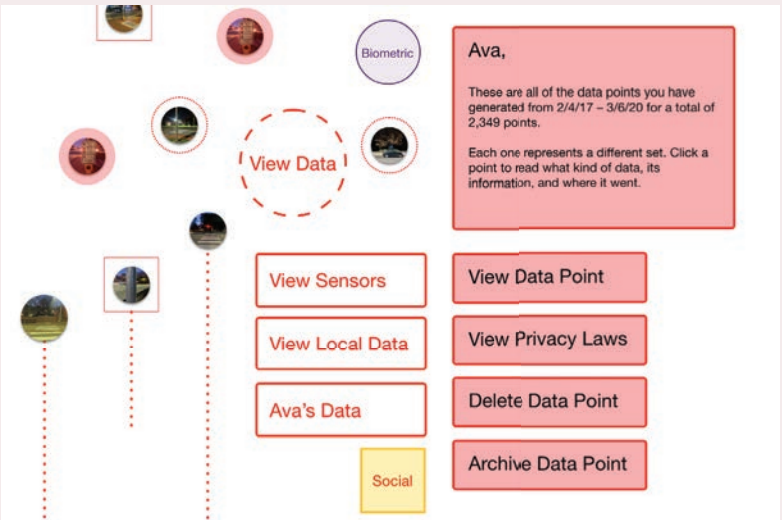 Biometric
Ava,
These are all of the data points you have
generated from 2/4/17 – 3/6/20 for a total of
2,349 points.
Each one represents a different set. Click a
point to read what kind of data, its
information, and where it went.
View Data
View Sensors
View Local Data
Ava's Data
Social
View Data Point
View Privacy Laws
Delete Data Point
Archive Data Point